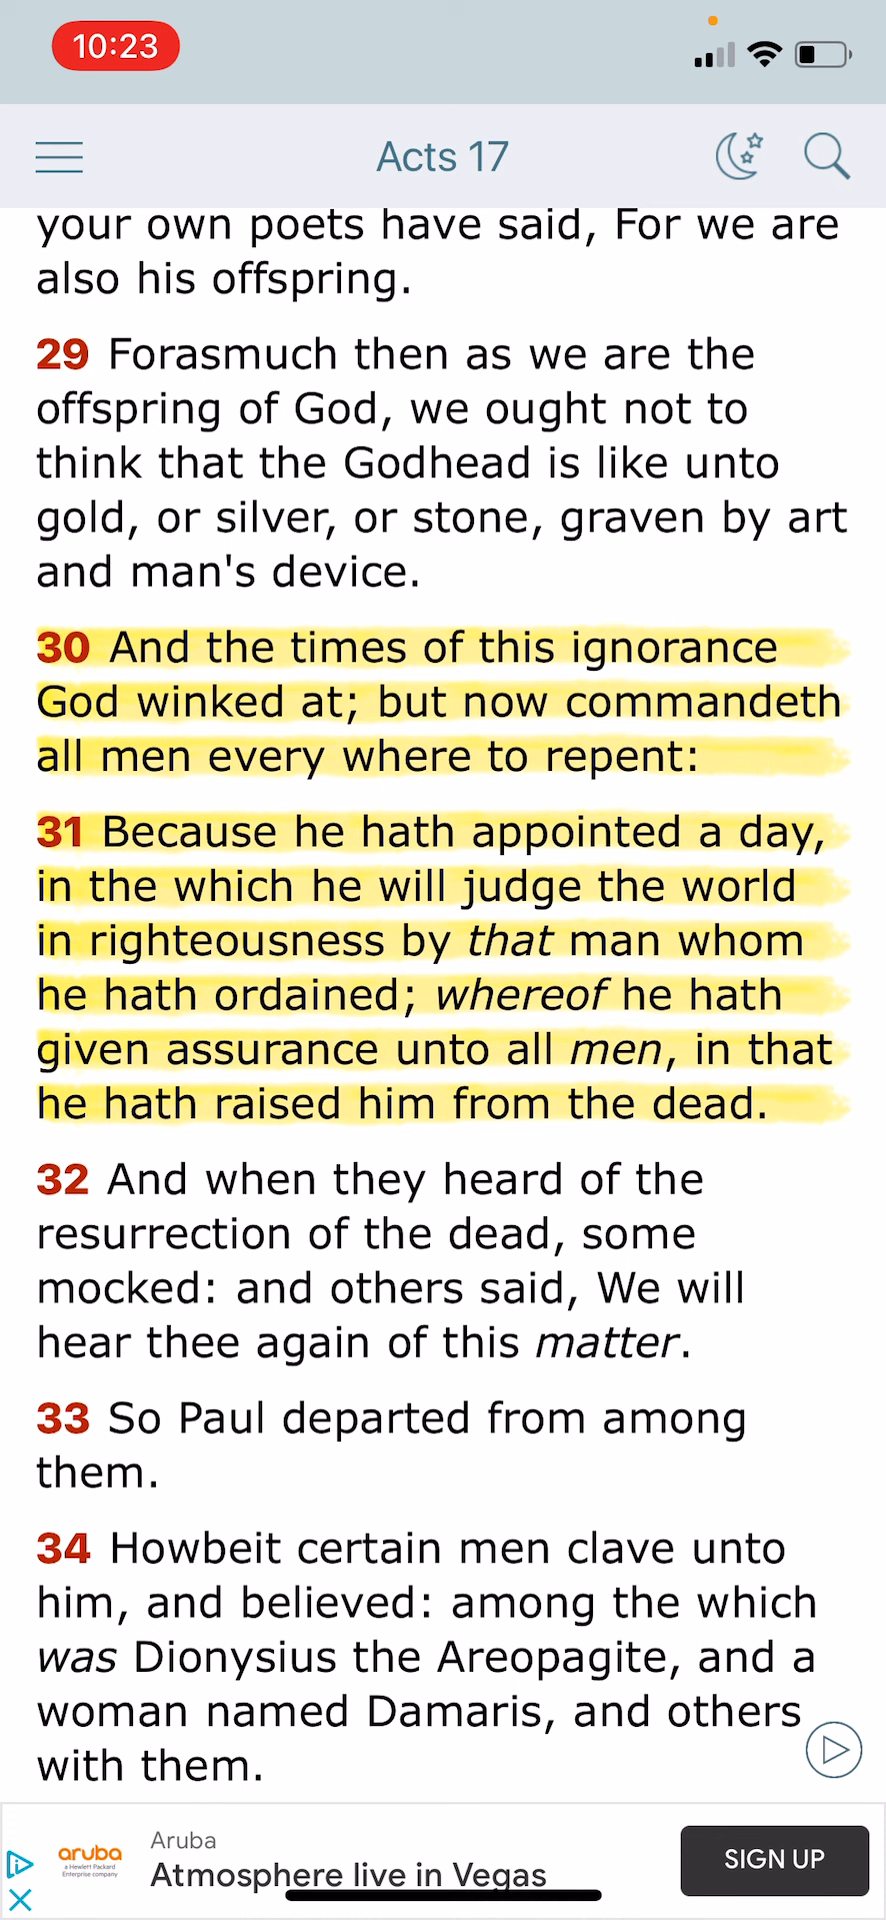 10:23
Acts 17
your own poets have said, For we are
also his offspring.
29 Forasmuch then as we are the
offspring of God, we ought not to
think that the Godhead is like unto
gold, or silver, or stone, graven by art
and man's device.
30 And the times of this ignorance
God winked at; but now commandeth
all men every where to repent:
31 Because he hath appointed a day,
in the which he will judge the world
in righteousness by that man whom
he hath ordained; whereof he hath
given assurance unto all men, in that
he hath raised him from the dead.
32 And when they heard of the
resurrection of the dead, some
mocked: and others said, We will
hear thee again of this matter.
33 So Paul departed from among
them.
34 Howbeit certain men clave unto
him, and believed: among the which
was Dionysius the Areopagite, and a
woman named Damaris, and others
with them.
aruba
a Hewlett Packard
Enterprise company
Aruba
Atmosphere live in Vegas
SIGN UP